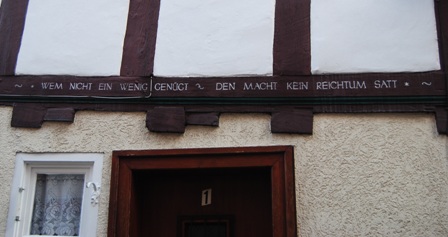 ~ • WEM NICHT EIN WENIG GENÜGT ~ DEN MACHT KEIN REICHTUM SATT • ~
1